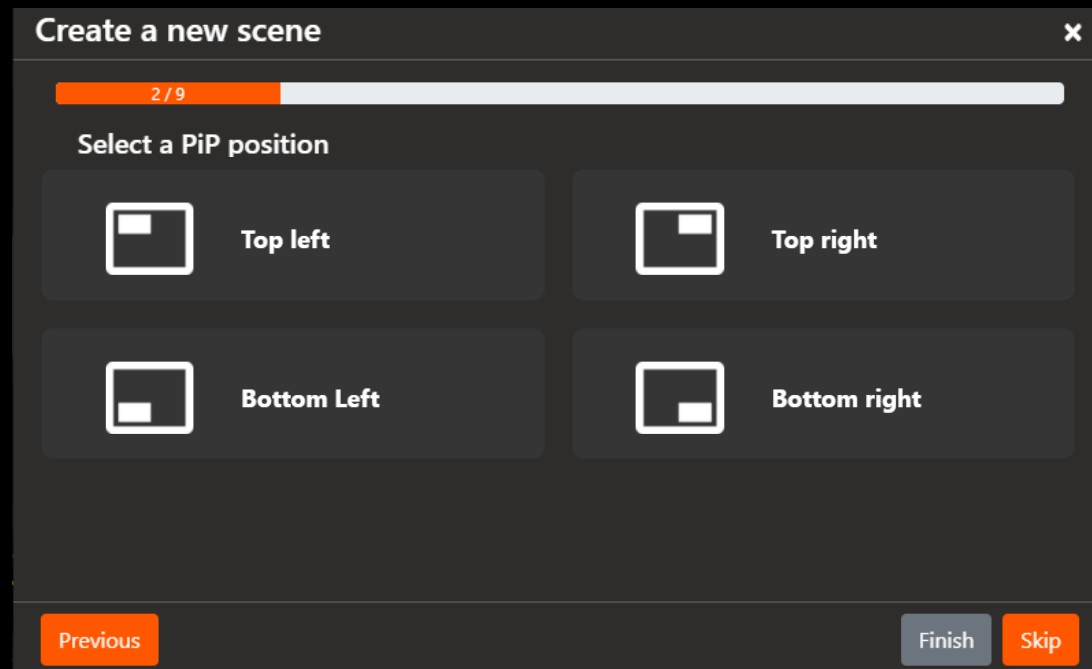 Create a new scene
2 / 9
Select a PiP position
Top left
Top right
Bottom Left
Bottom right
Previous
Finish
Skip